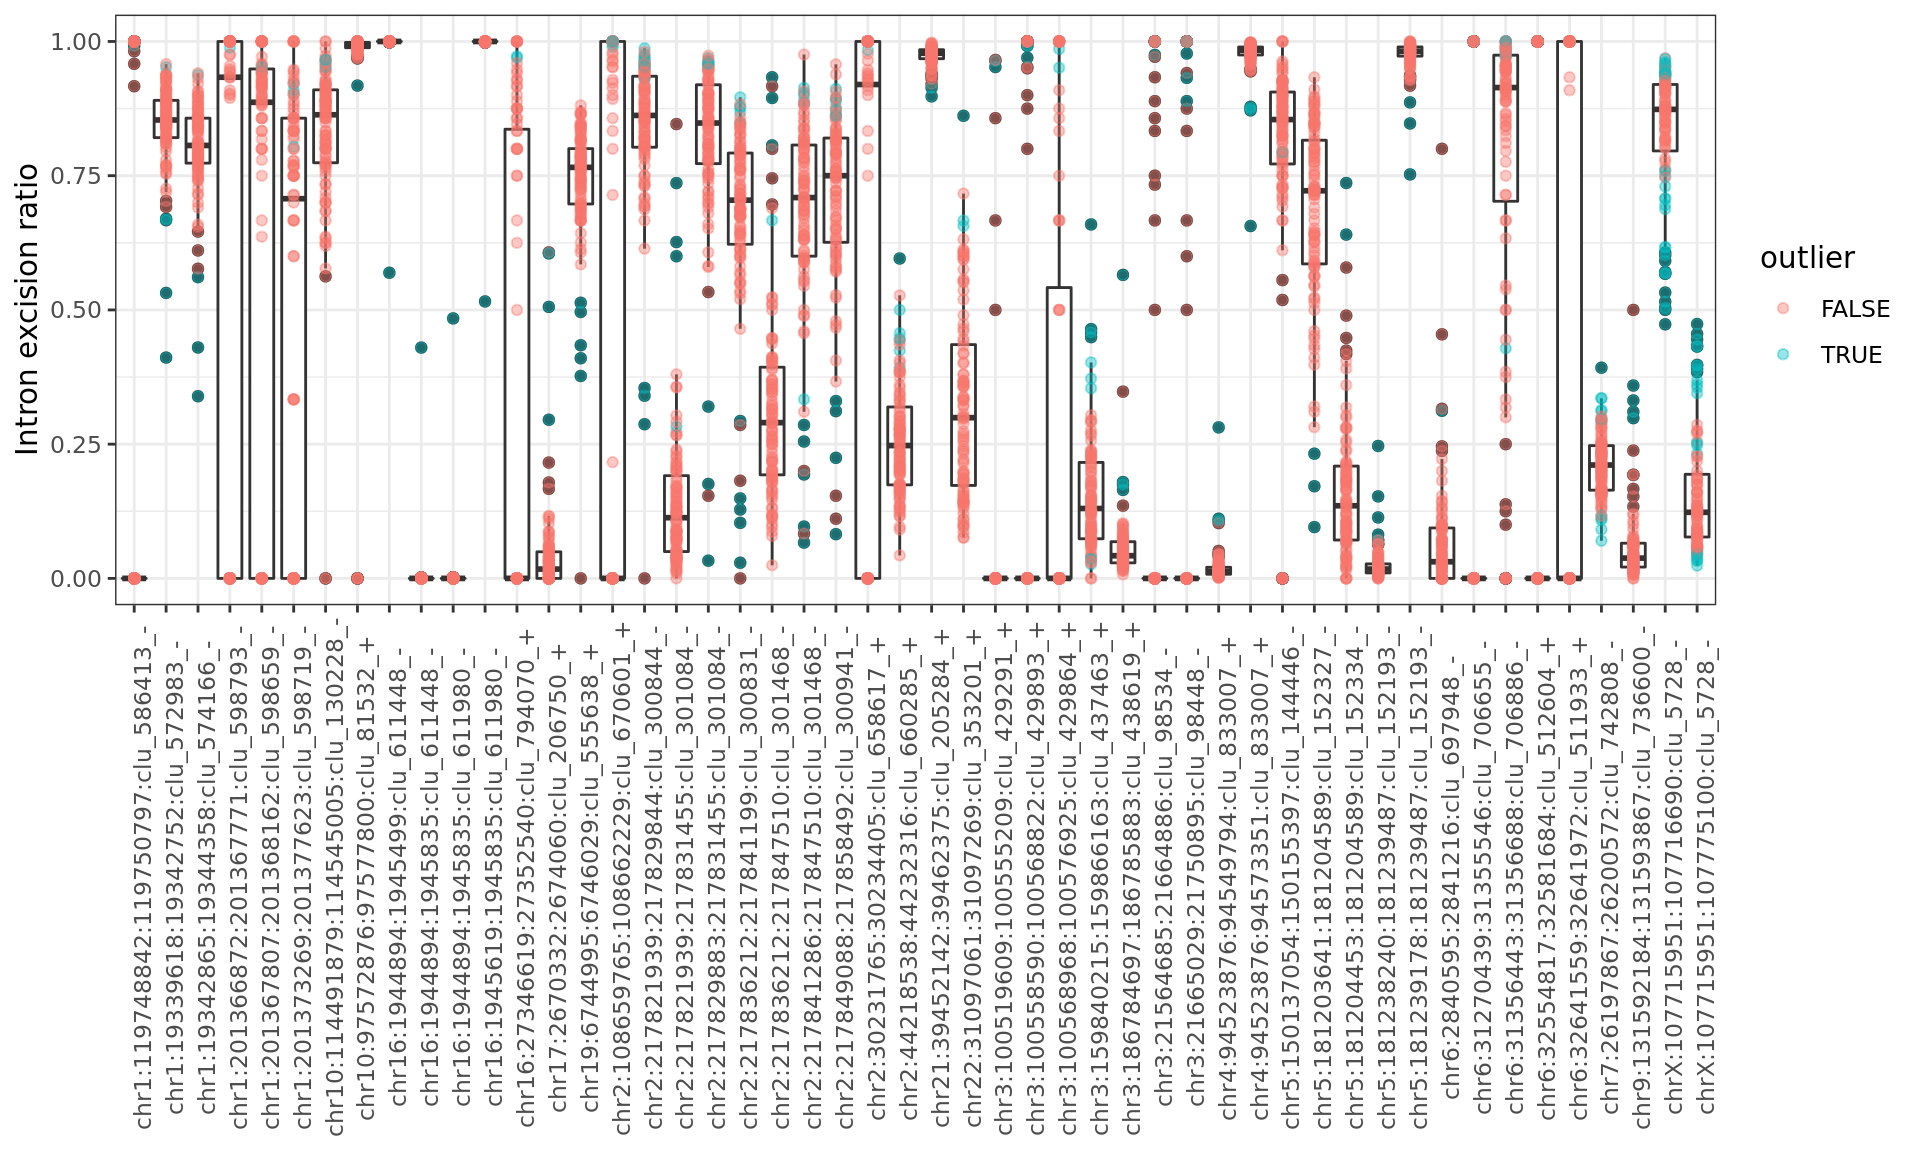 Intron excision ratio
1.00
0.75
0.50
0.25
0.00
chr1:119748842:119750797:clu_586413_-
chr1:19339618:19342752:clu_572983_-
chr1:19342865:19344358:clu_574166_-
chr1:201366872:201367771:clu_598793_-
chr1:201367807:201368162:clu_598659_-
chr1:201373269:201377623:clu_598719_-
chr10:114491879:114545005:clu_130228_-
chr10:97572876:97577800:clu_81532_+
chr16:1944894:1945499:clu_611448_-
chr16:1944894:1945835:clu_611448_-
chr16:1944894:1945835:clu_611980_-
chr16:1945619:1945835:clu_611980_-
chr16:27346619:27352540:clu_794070_+
chr17:26703332:26740660:clu_206750_+
chr19:6744995:6746029:clu_555638_+
chr2:108659765:108662229:clu_670601_+
chr2:217821939:217829844:clu_300844_-
chr2:217821939:217831455:clu_301084_-
chr2:217829883:217831455:clu_301084_-
chr2:217836212:217841199:clu_300831_-
chr2:217836212:217847510:clu_301468_-
chr2:217841286:217847510:clu_301468_-
chr2:217849088:217858492:clu_300941_-
chr2:30231765:30234405:clu_658617_+
chr2:44218538:44232316:clu_660285_+
chr21:39452142:39462375:clu_205284_+
chr22:31097061:31097269:clu_353201_+
chr3:100519609:100555209:clu_429291_+
chr3:100558590:100568822:clu_429893_+
chr3:100568968:100576925:clu_429864_+
chr3:159840215:159866163:clu_437463_+
chr3:186784697:186785883:clu_438619_+
chr3:21564685:21664886:clu_98534_-
chr3:21665029:21750895:clu_98448_-
chr4:94523876:94549794:clu_833007_+
chr4:94523876:94573351:clu_833007_+
chr5:150137054:150155397:clu_144446_-
chr5:181203641:181204589:clu_152327_-
chr5:181204453:181204589:clu_152334_-
chr5:181238240:181239487:clu_152193_-
chr5:181239178:181239487:clu_152193_-
chr6:2840595:2841216:clu_697948_-
chr6:31270439:31355546:clu_706655_-
chr6:31356443:31356688:clu_706886_-
chr6:32554817:32581684:clu_512604_+
chr6:32641559:32641972:clu_511933_+
chr7:26197867:26200572:clu_742808_-
chr9:131592184:131593867:clu_736600_-
chrX:107715951:107716690:clu_57728_-
chrX:107715951:107775100:clu_57728_-
outlier
FALSE
TRUE